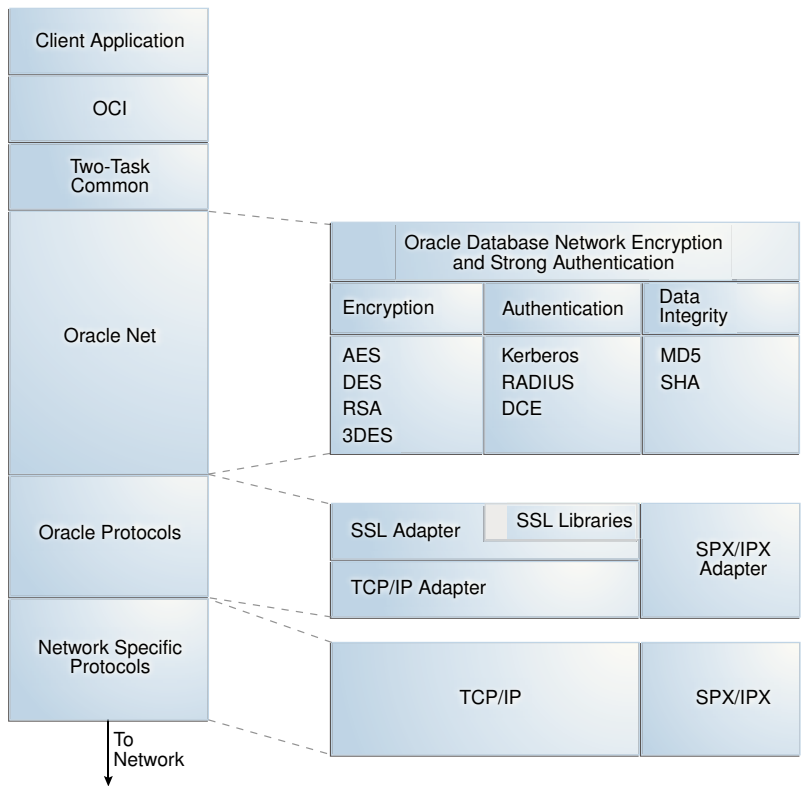 Client Application
OCI
Two-Task
Common
Oracle Net
Oracle Protocols
Network Specific
Protocols
To
Network
Oracle Database Network Encryption
and Strong Authentication
Encryption
Authentication
Data
Integrity
AES
DES
RSA
3DES
Kerberos
RADIUS
DCE
MD5
SHA
SSL Adapter
SSL Libraries
TCP/IP Adapter
SPX/IPX
Adapter
TCP/IP
SPX/IPX